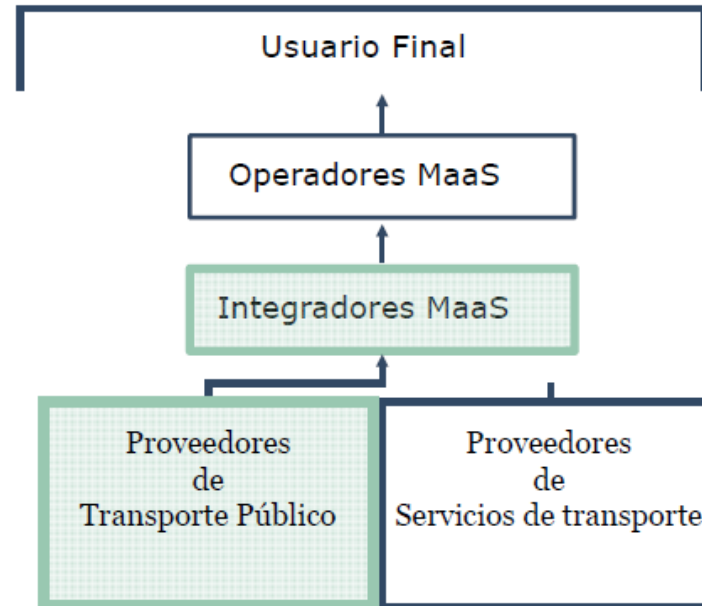 Usuario Final
Operadores MaaS
Integradores MaaS
Proveedores
de
Transporte Público
Proveedores
de
Servicios de transporte